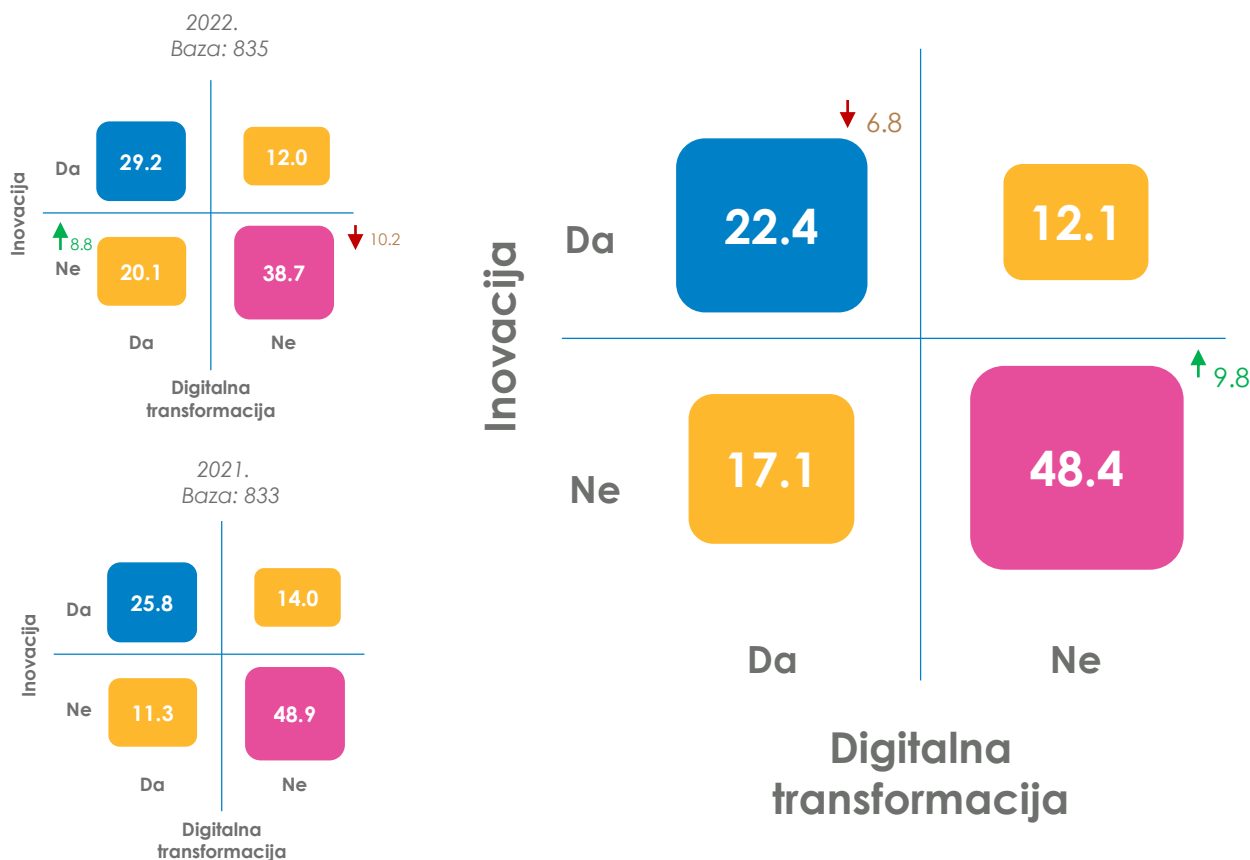 2022.
Baza: 835
Inovacija
Da
29.2
12.0
8.8
Ne
20.1
38.7
10.2
Da
Ne
Digitalna
transformacija
2021.
Baza: 833
Inovacija
Da
25.8
14.0
Ne
11.3
48.9
Da
Ne
Digitalna
transformacija
Inovacija
6.8
Da
22.4
12.1
9.8
Ne
17.1
48.4
Da
Ne
Digitalna
transformacija